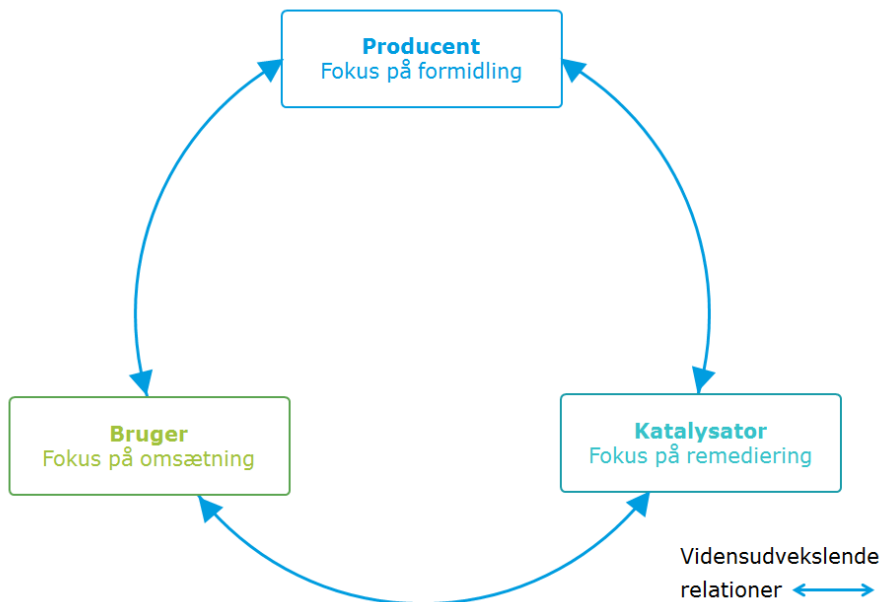 Producent
Fokus på formidling
Bruger
Fokus på omsætning
Katalysator
Fokus på remediering
Vidensudvekslende
relationer